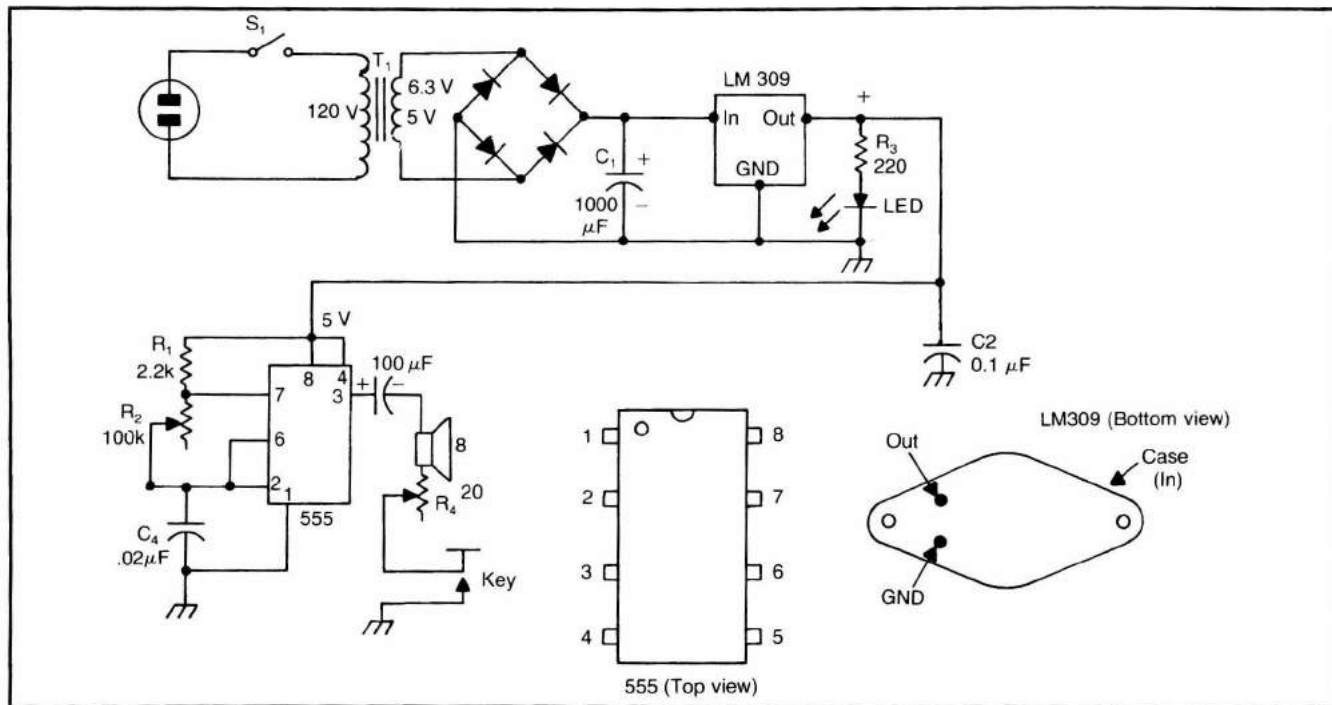 S₁
T₁
120 V
6.3 V
5 V
C₁
+
1000
−
μF
LM 309
In
Out
GND
+
R₃
220
LED
5 V
R₁
2.2k
R₂
100k
8
4
7
3
6
2
1
555
+
100 μF
−
8
20
R₄
Key
C₄
.02μF
C2
0.1 μF
1
8
2
7
3
6
4
5
555 (Top view)
LM309 (Bottom view)
Out
Case
(In)
GND